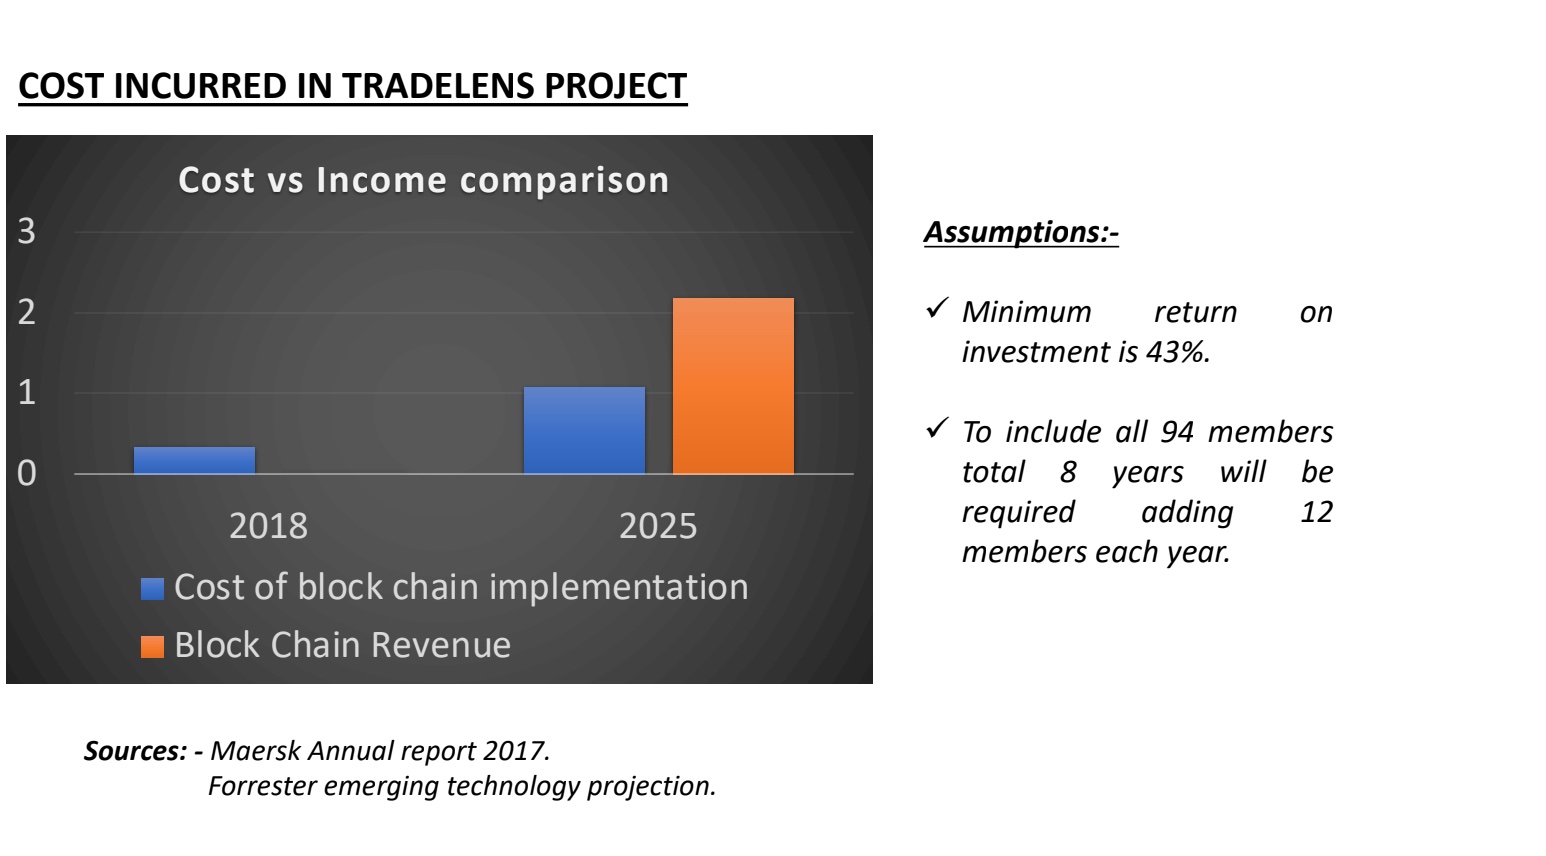 COST INCURRED IN TRADELENS PROJECT
Cost vs Income comparison
3
2
1
0
2018 2025
Cost of block chain implementation
Block Chain Revenue
Assumptions:-
✓ Minimum return on
investment is 43%.
✓ To include all 94 members
total 8 years will be
required adding 12
members each year.
Sources: - Maersk Annual report 2017.
Forrester emerging technology projection.